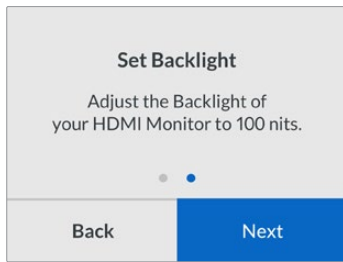 Set Backlight
Adjust the Backlight of
your HDMI Monitor to 100 nits.
Back
Next